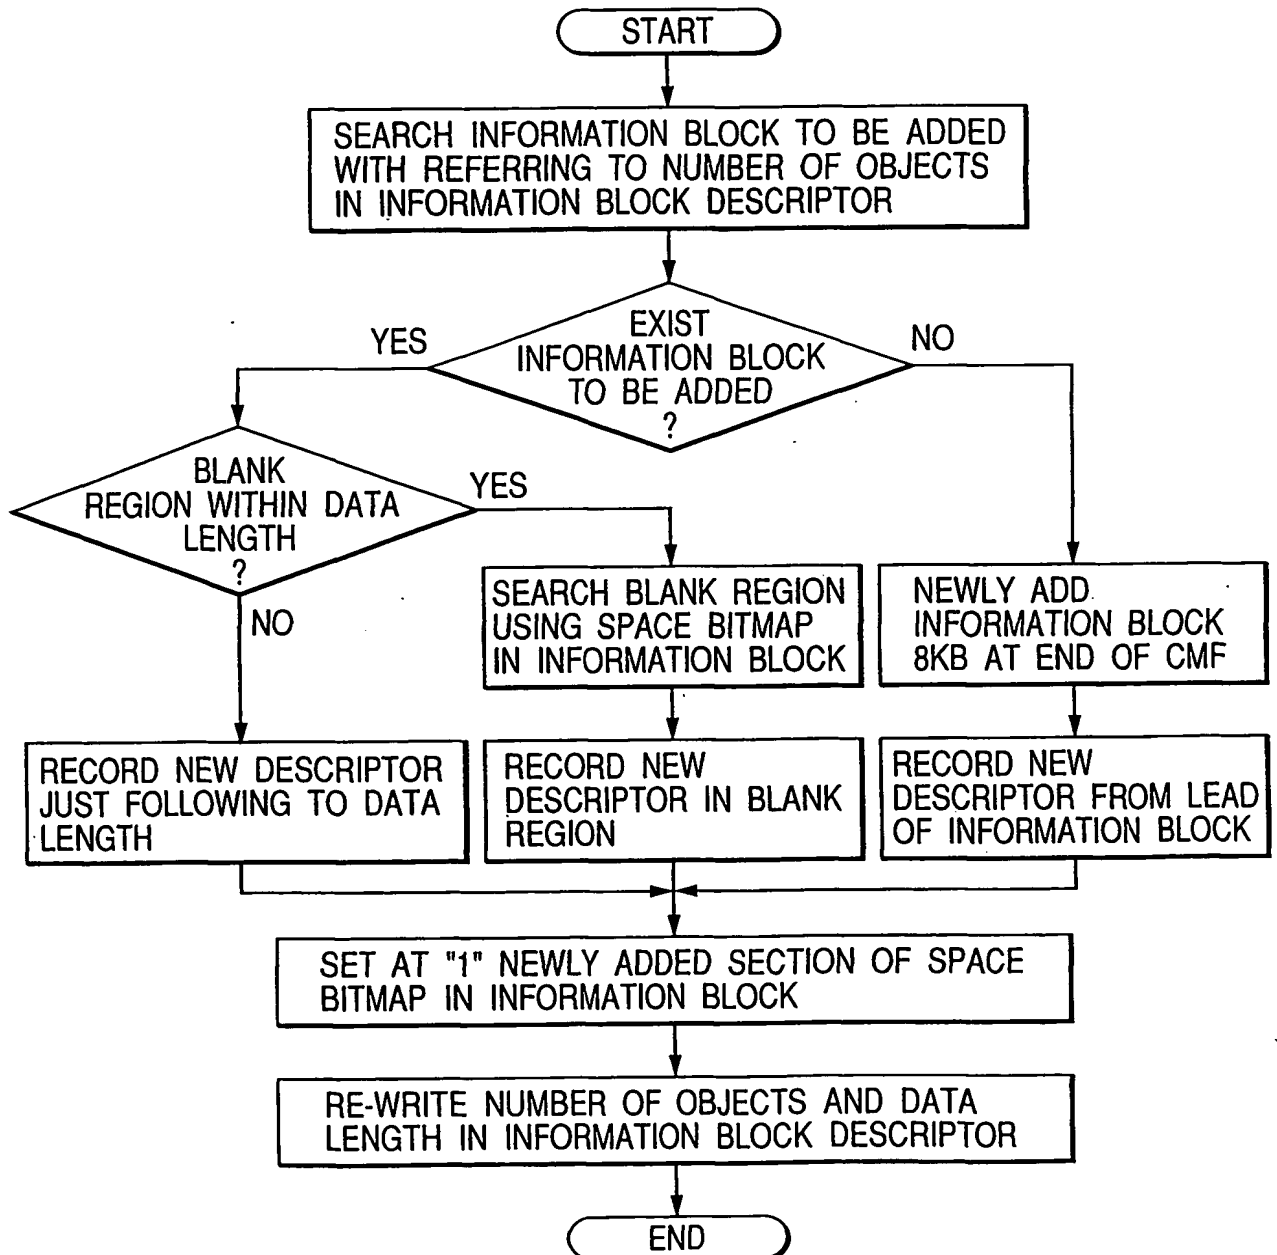 START
SEARCH INFORMATION BLOCK TO BE ADDED
WITH REFERRING TO NUMBER OF OBJECTS
IN INFORMATION BLOCK DESCRIPTOR
EXIST
INFORMATION BLOCK
TO BE ADDED
?
YES
NO
BLANK
REGION WITHIN DATA
LENGTH
?
YES
NO
SEARCH BLANK REGION
USING SPACE BITMAP
IN INFORMATION BLOCK
NEWLY ADD
INFORMATION BLOCK
8KB AT END OF CMF
RECORD NEW DESCRIPTOR
JUST FOLLOWING TO DATA
LENGTH
RECORD NEW
DESCRIPTOR IN BLANK
REGION
RECORD NEW
DESCRIPTOR FROM LEAD
OF INFORMATION BLOCK
SET AT "1" NEWLY ADDED SECTION OF SPACE
BITMAP IN INFORMATION BLOCK
RE-WRITE NUMBER OF OBJECTS AND DATA
LENGTH IN INFORMATION BLOCK DESCRIPTOR
END